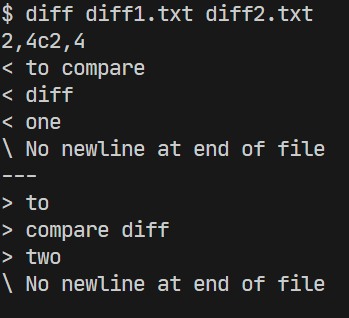 $ diff diff1.txt diff2.txt
2,4c2,4
< to compare
< diff
< one
\ No newline at end of file
---
> to
> compare diff
> two
\ No newline at end of file